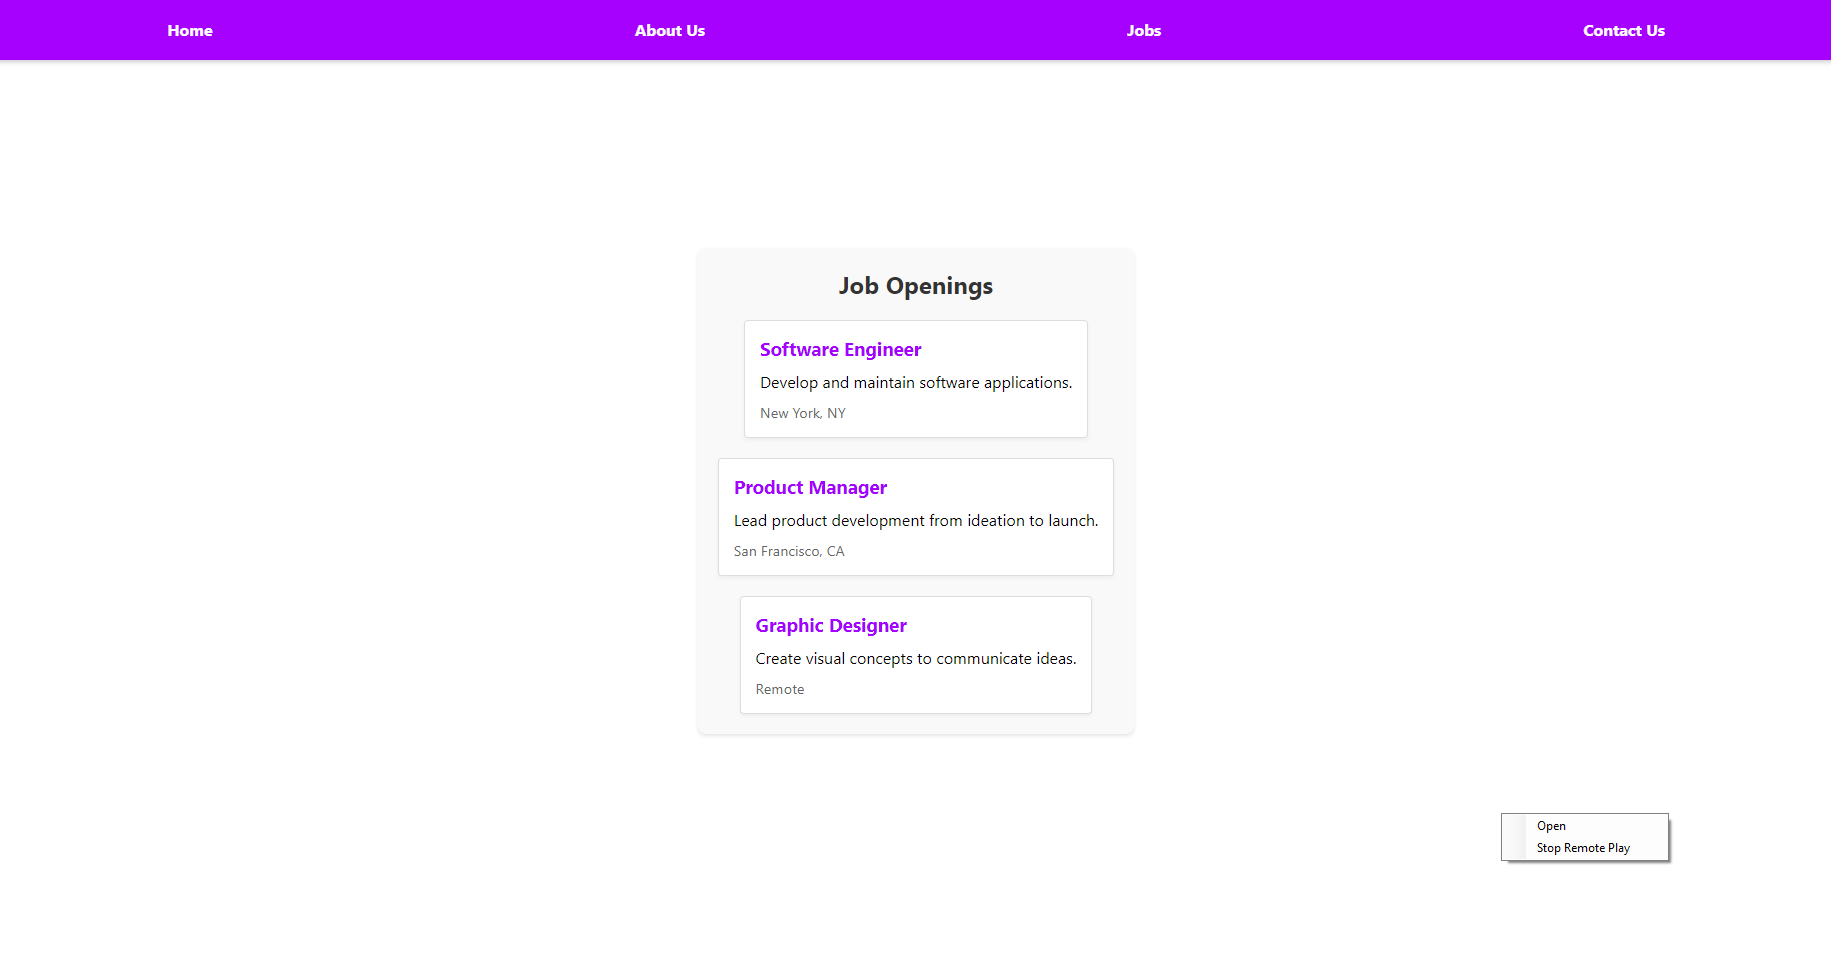 Home About Us Jobs Contact Us
Job Openings
Software Engineer
Develop and maintain software applications.
New York, NY
Product Manager
Lead product development from ideation to launch.
San Francisco, CA
Graphic Designer
Create visual concepts to communicate ideas.
Remote
Open
Stop Remote Play